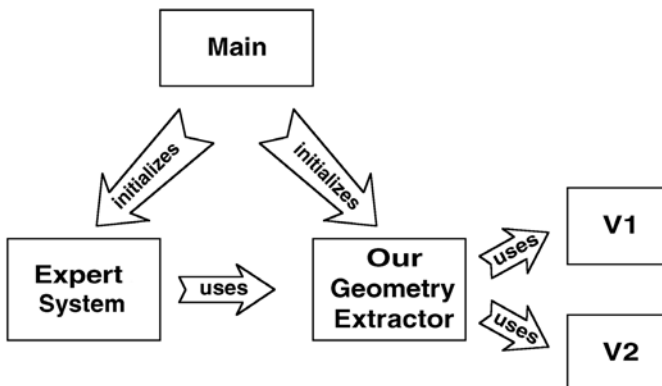 Main
initializes
initializes
Expert
System
uses
Our
Geometry
Extractor
uses
V1
uses
V2